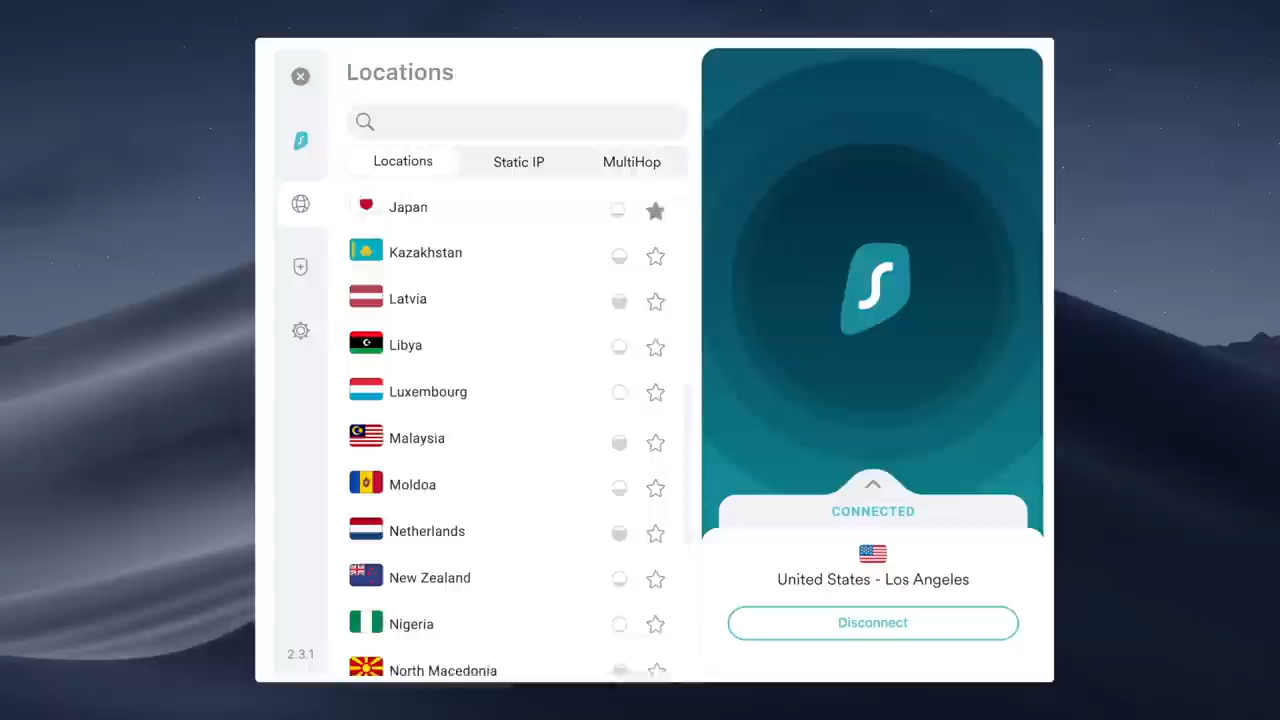 Locations
Locations Static IP MultiHop
Japan
Kazakhstan
Latvia
Libya
Luxembourg
Malaysia
Moldoa
Netherlands
New Zealand
Nigeria
North Macedonia
2.3.1
CONNECTED
United States - Los Angeles
Disconnect